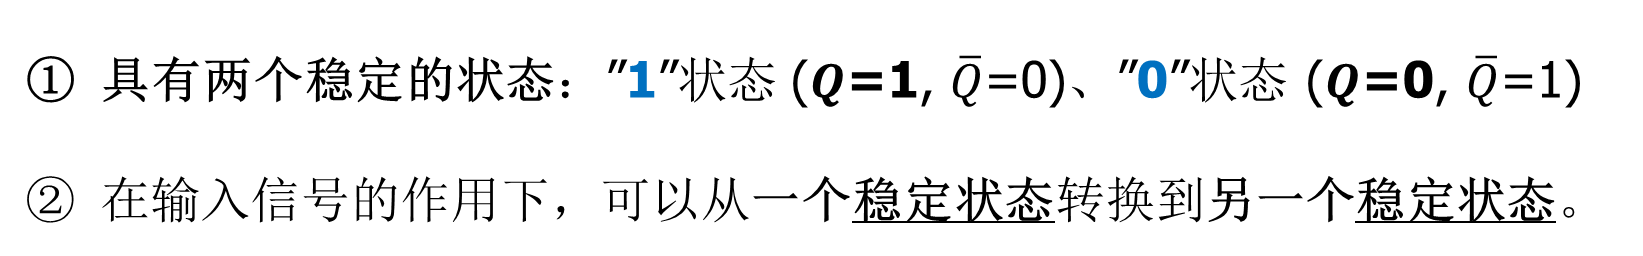 ① 具有两个稳定的状态：″1″状态 (Q=1, Q̅=0)、″0″状态 (Q=0, Q̅=1)
② 在输入信号的作用下，可以从一个稳定状态转换到另一个稳定状态。